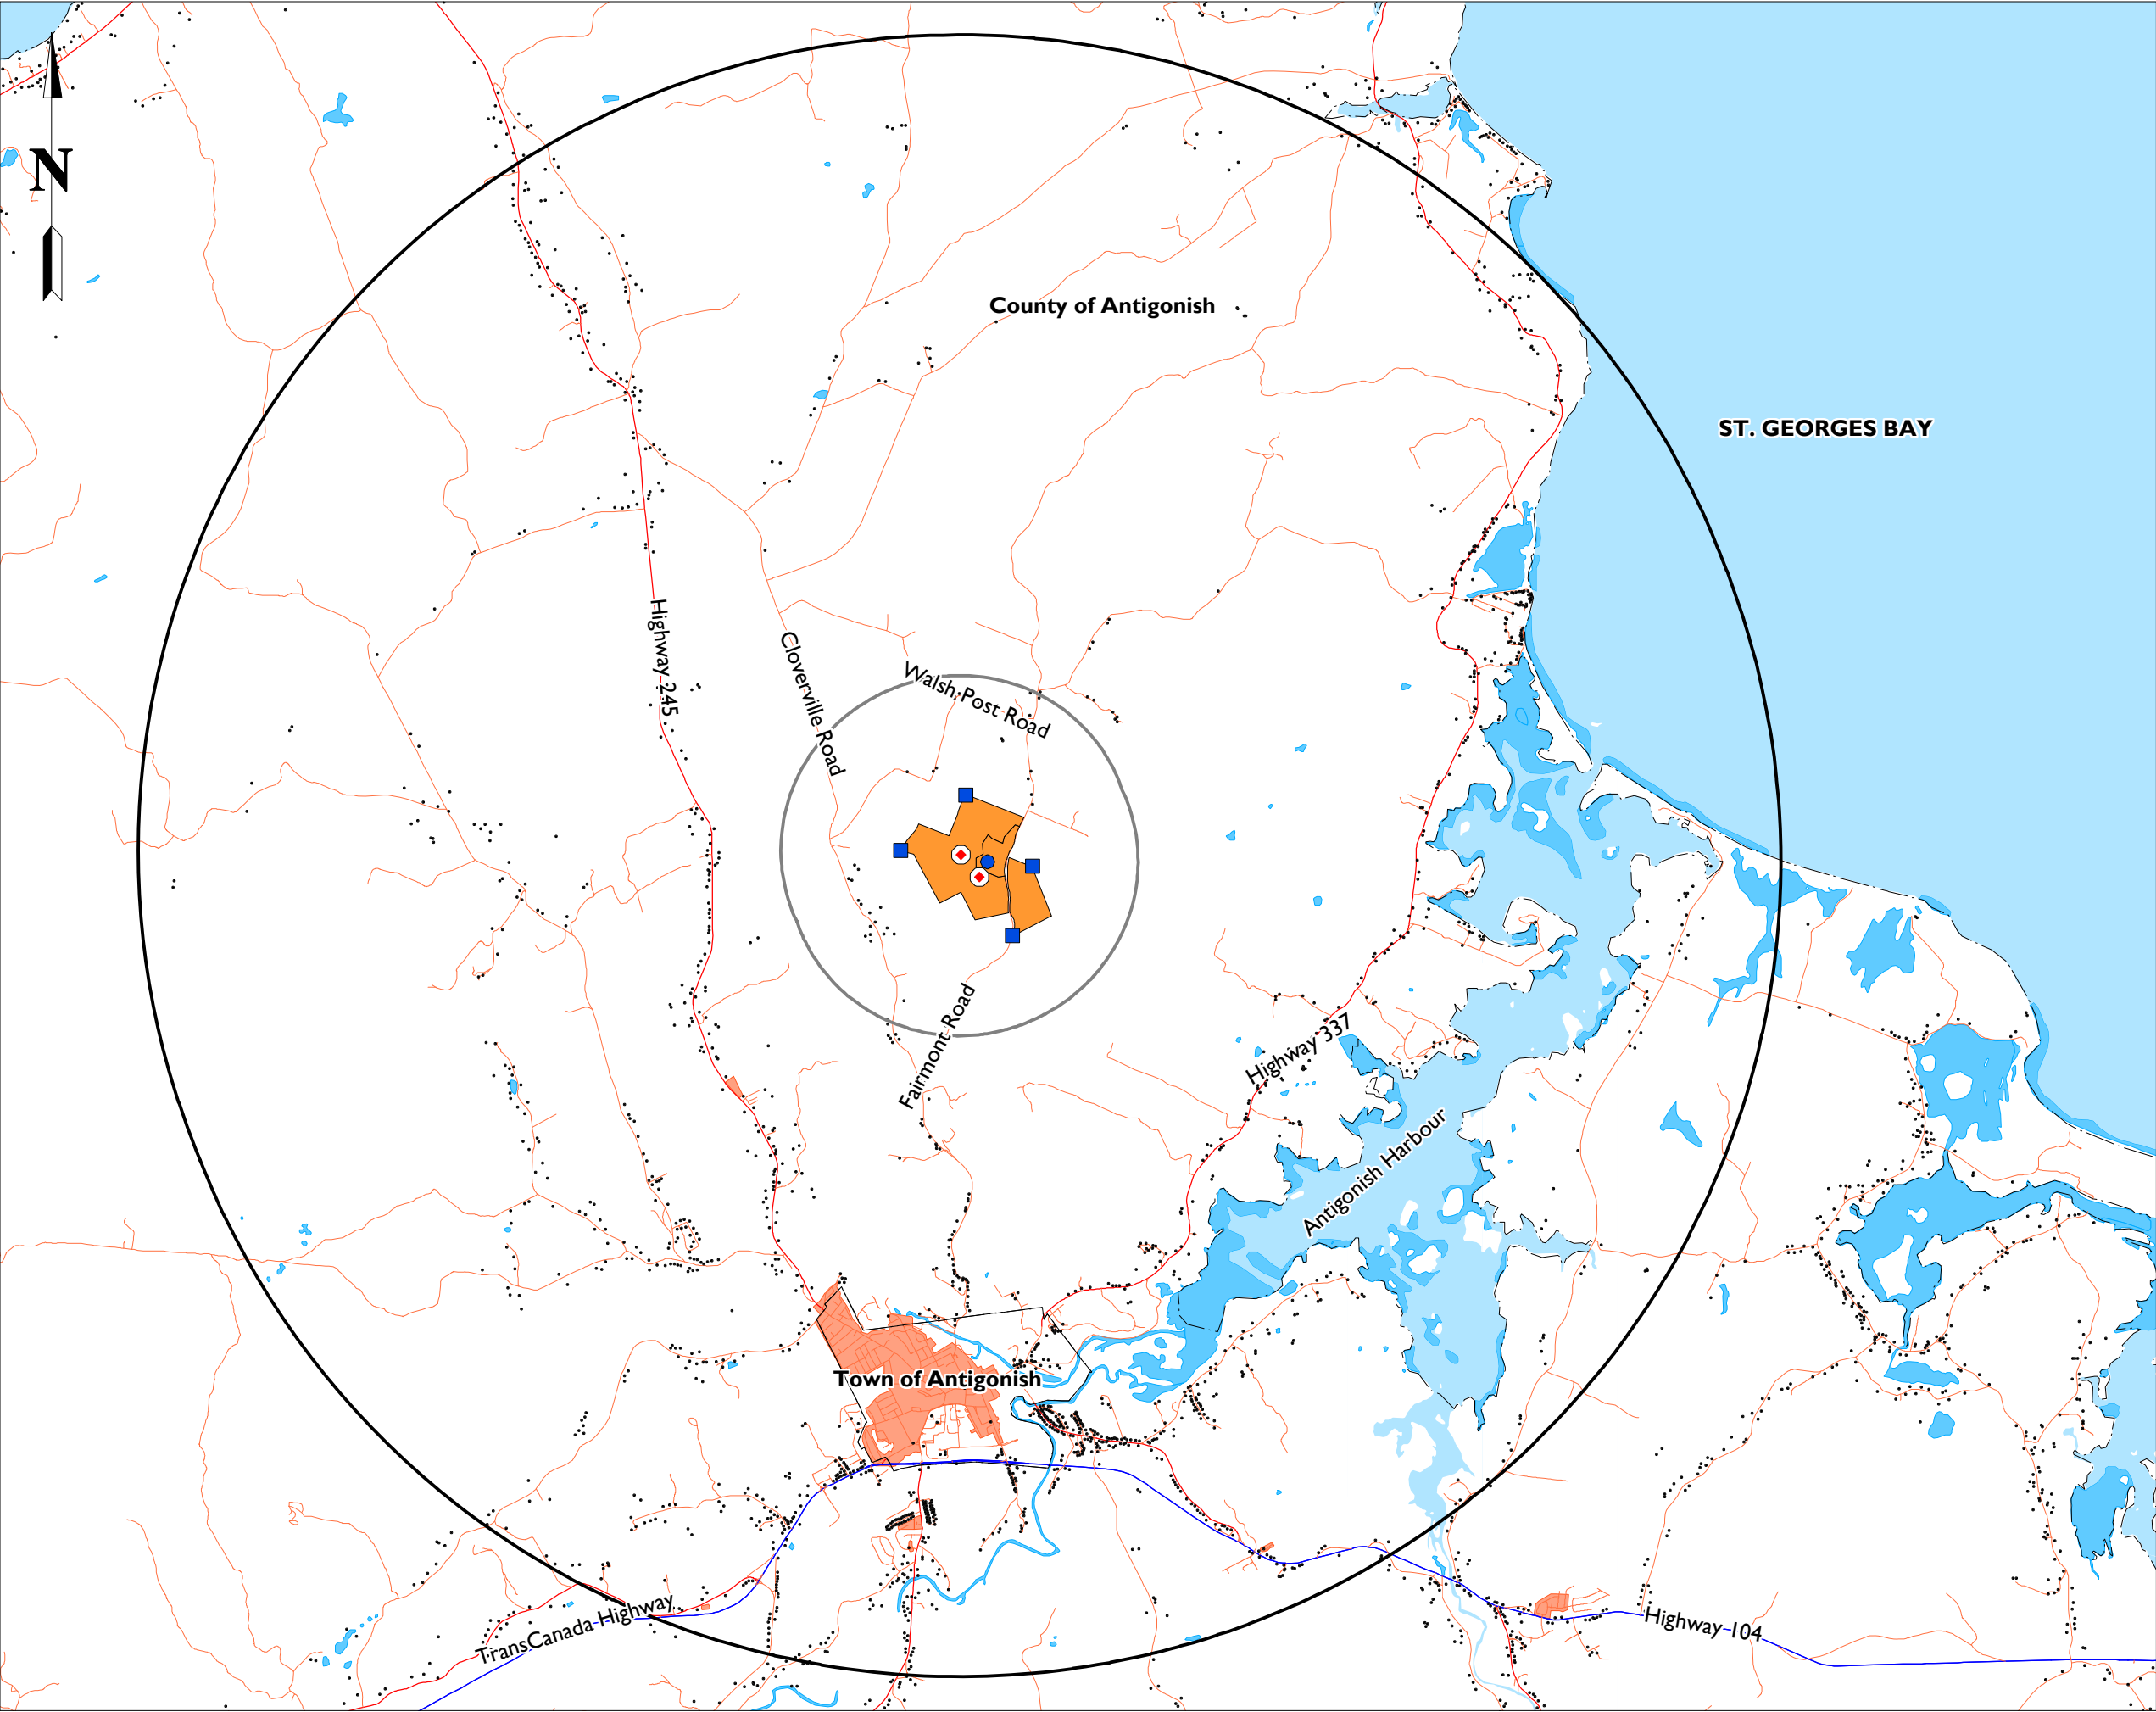 N
County of Antigonish
ST. GEORGES BAY
Highway 245
Cloverville Road
Walsh Post Road
Fairmont Road
Highway 337
Antigonish Harbour
Town of Antigonish
TransCanada Highway
Highway 104